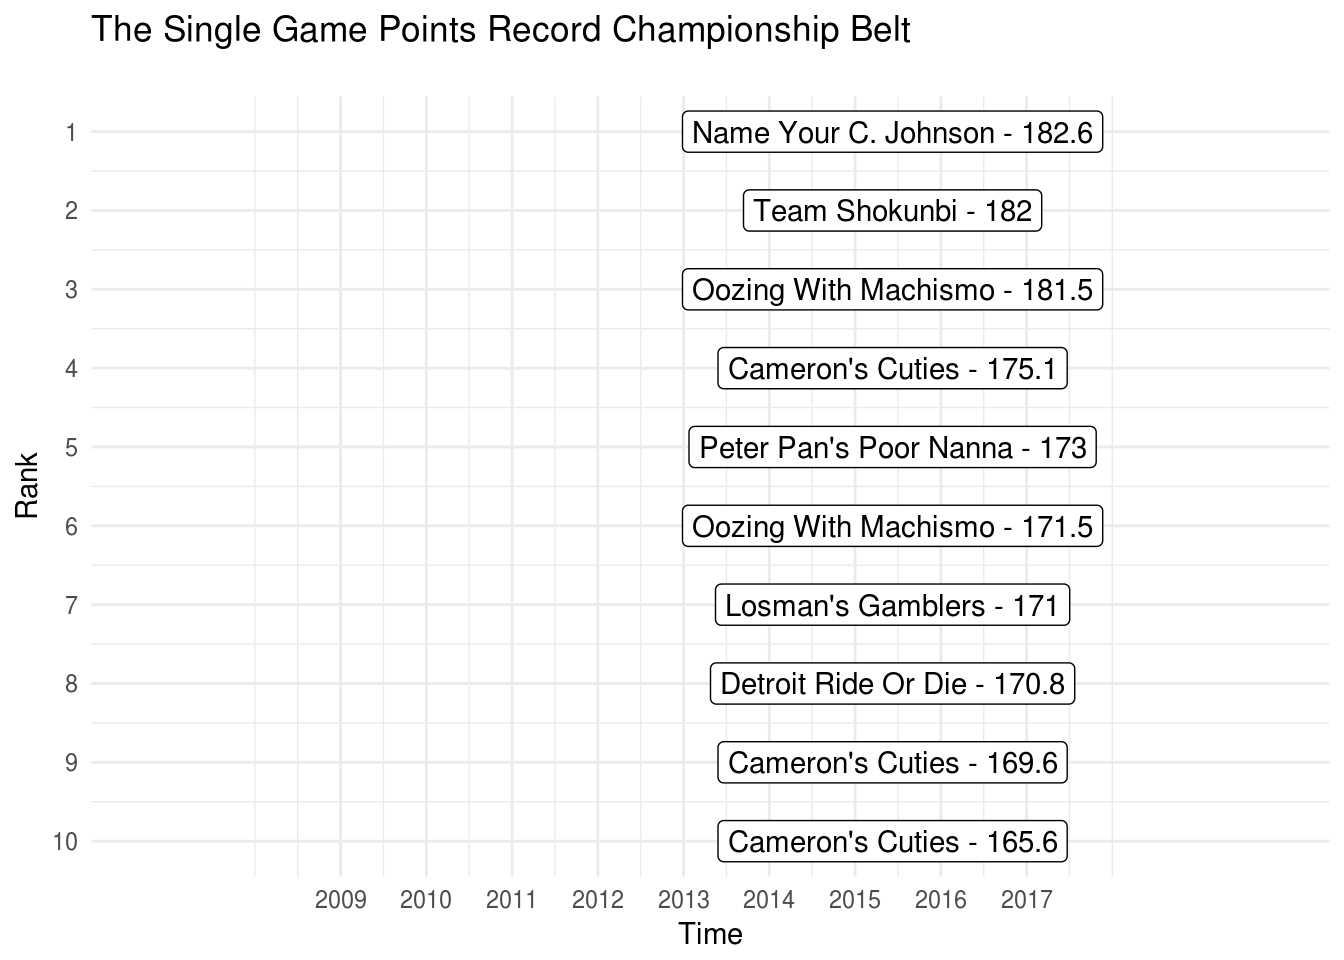 The Single Game Points Record Championship Belt
1
Name Your C. Johnson - 182.6
2
Team Shokunbi - 182
3
Oozing With Machismo - 181.5
4
Cameron's Cuties - 175.1
5
Peter Pan's Poor Nanna - 173
Rank
6
Oozing With Machismo - 171.5
7
Losman's Gamblers - 171
8
Detroit Ride Or Die - 170.8
9
Cameron's Cuties - 169.6
10
Cameron's Cuties - 165.6
2009 2010 2011 2012 2013 2014 2015 2016 2017
Time